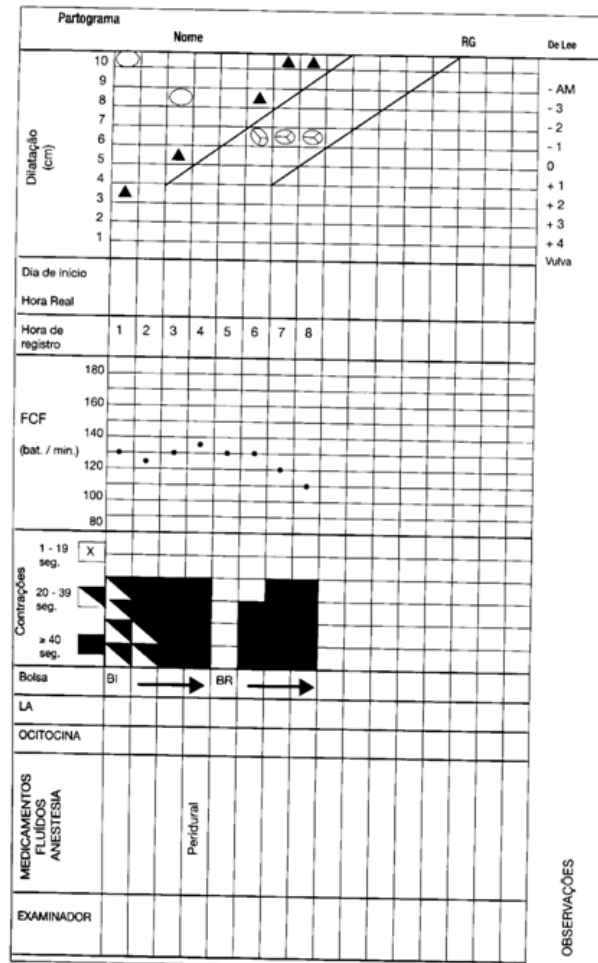 Partograma
Nome RG De Lee
10
9 - AM
8 - 3
7 - 2
6 - 1
5 0
4 + 1
3 + 2
2 + 3
1 + 4
Vulva
Dilatação
(cm)
Dia de início
Hora Real
Hora de
registro 1 2 3 4 5 6 7 8
180
160
FCF 140
(bat. / min.) 120
100
80
Contrações
1 - 19
seg. X
20 - 39
seg.
≥ 40
seg.
Bolsa BI BR
LA
OCITOCINA
MEDICAMENTOS
FLUÍDOS
ANESTESIA
Peridural
EXAMINADOR
OBSERVAÇÕES